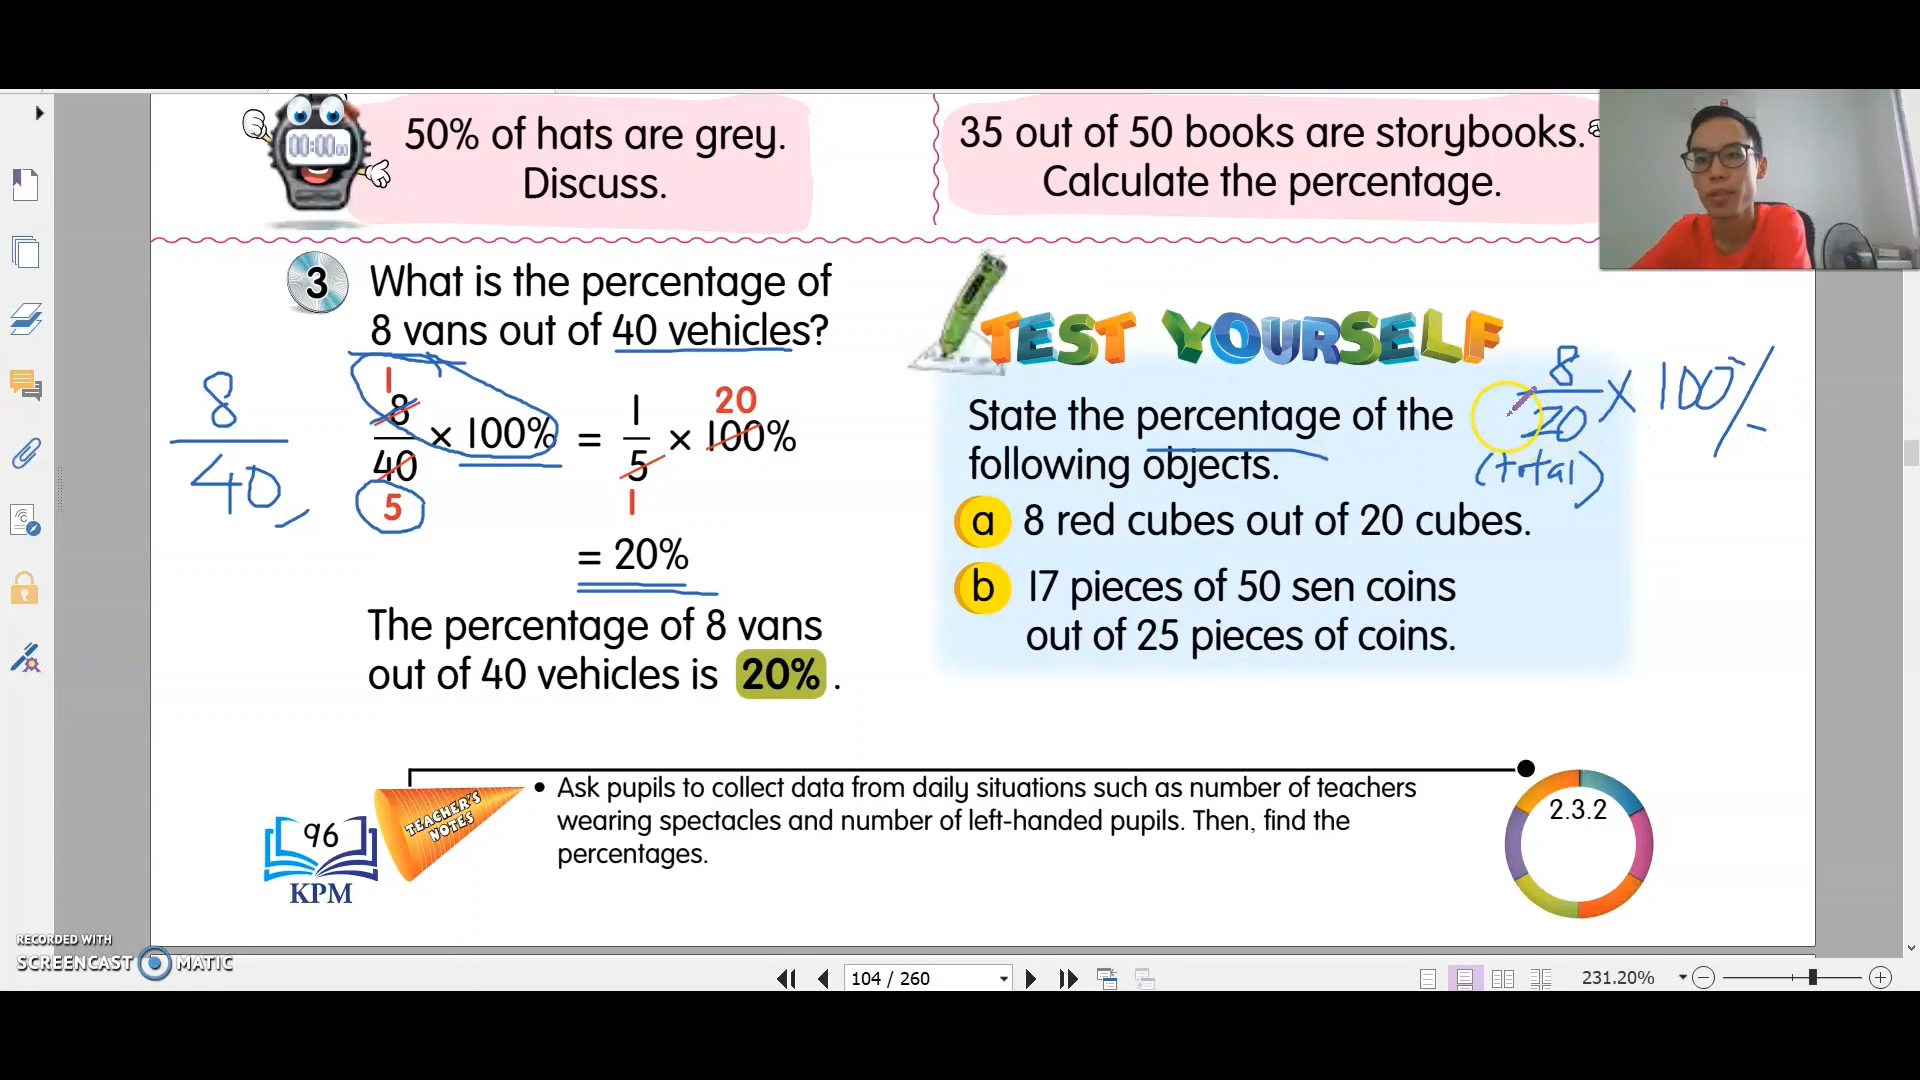 50% of hats are grey.
Discuss.
35 out of 50 books are storybooks.
Calculate the percentage.
00:00 00
3 What is the percentage of
8 vans out of 40 vehicles?
8
40
1
8
40
5
× 100% = 1
5
1
× 20
100%
= 20%
The percentage of 8 vans
out of 40 vehicles is 20% .
TEST YOURSELF
State the percentage of the
following objects.
8
20
× 100%
(total)
a 8 red cubes out of 20 cubes.
b 17 pieces of 50 sen coins
out of 25 pieces of coins.
TEACHER'S
NOTES
• Ask pupils to collect data from daily situations such as number of teachers
wearing spectacles and number of left-handed pupils. Then, find the
percentages.
96
KPM
2.3.2
RECORDED WITH
SCREENCAST MATIC
104 / 260
231.20%